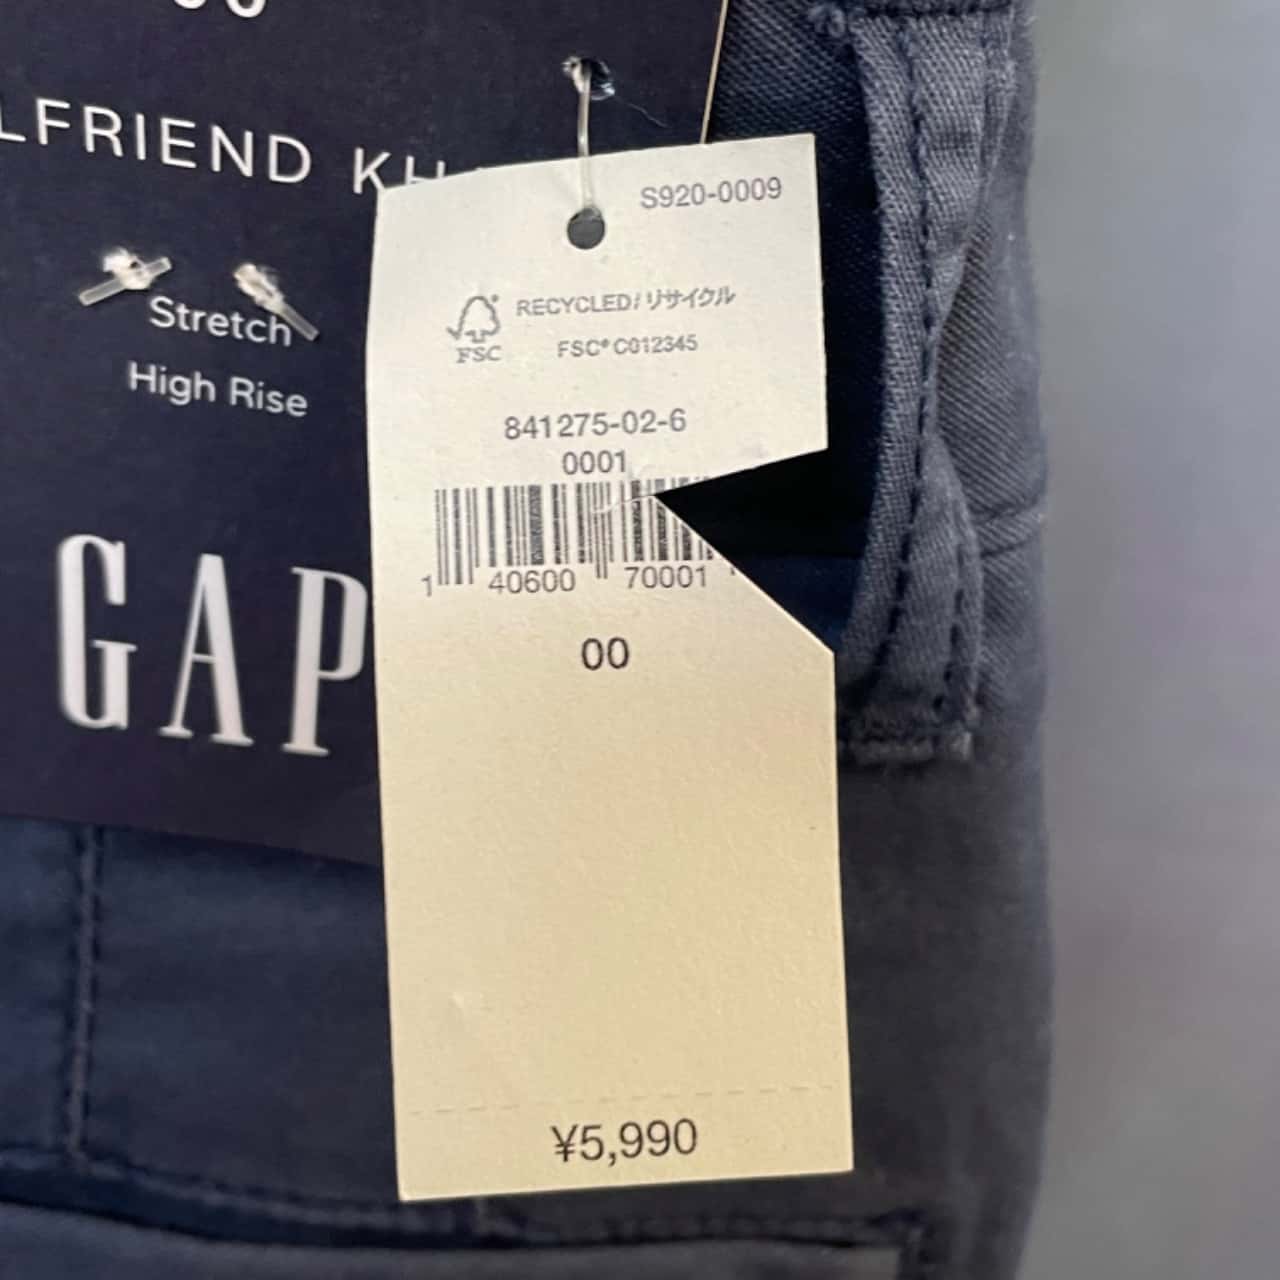 LFRIEND KH
Stretch
High Rise
GAP
S920-0009
RECYCLED/リサイクル
FSC
FSC® C012345
841275-02-6
0001
1 40600 70001
00
¥5,990